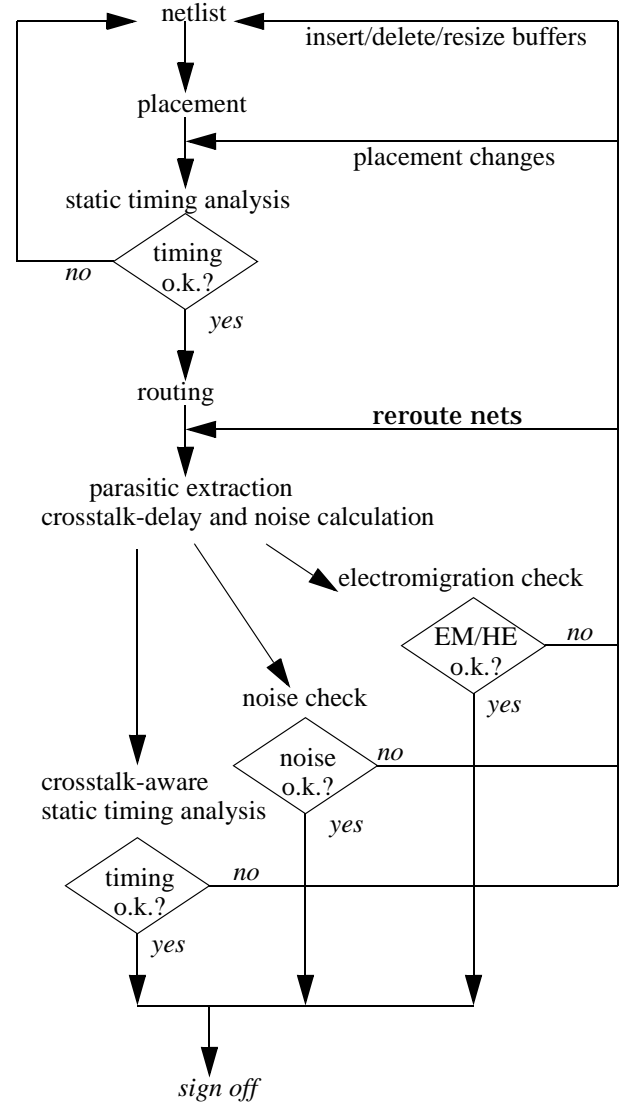 netlist
insert/delete/resize buffers
placement
placement changes
static timing analysis
timing
o.k.?
no
yes
routing
reroute nets
parasitic extraction
crosstalk-delay and noise calculation
electromigration check
EM/HE
o.k.?
no
yes
noise check
noise
o.k.?
no
yes
crosstalk-aware
static timing analysis
timing
o.k.?
no
yes
sign off